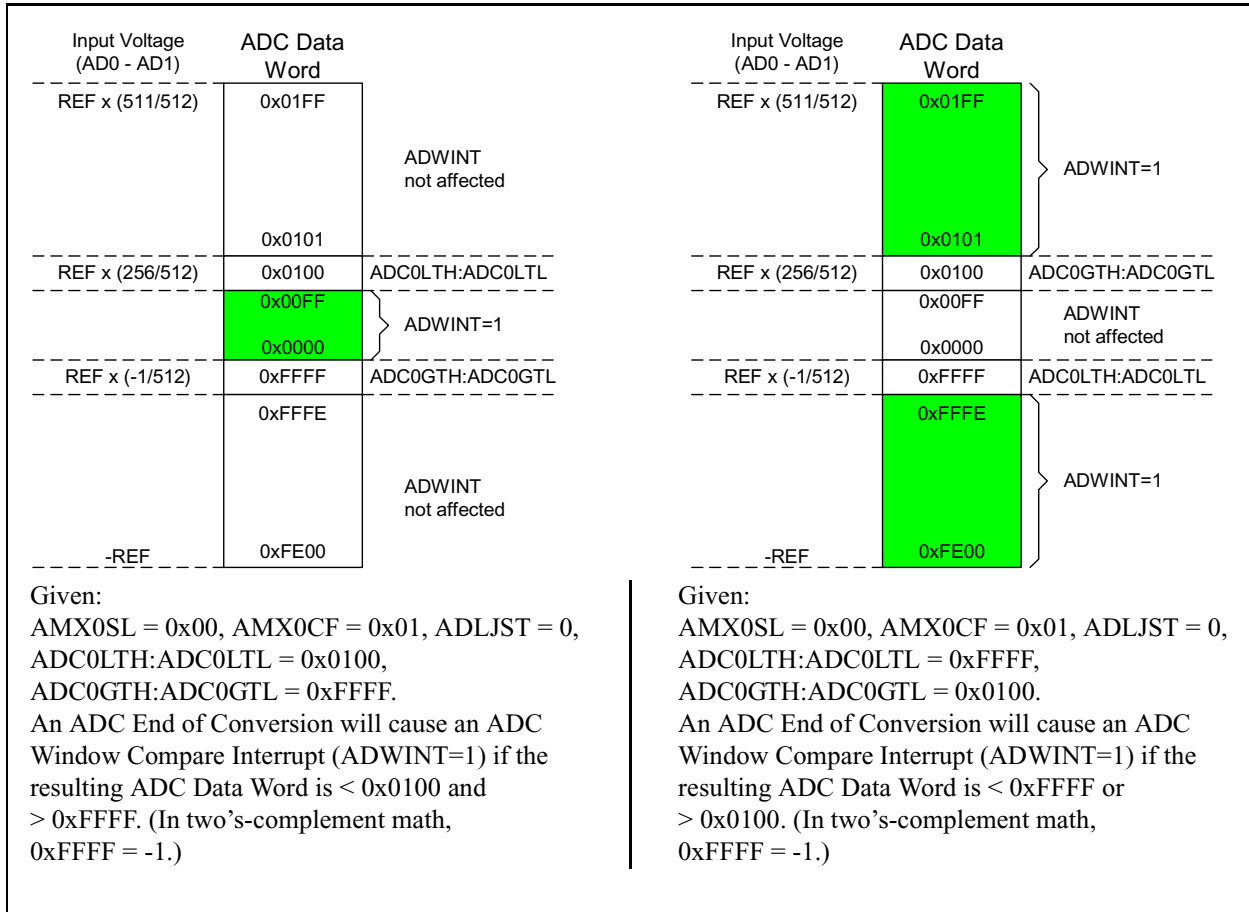 Input Voltage
(AD0 - AD1)
ADC Data
Word
REF x (511/512)
0x01FF
ADWINT
not affected
0x0101
REF x (256/512)
0x0100
ADC0LTH:ADC0LTL
0x00FF
ADWINT=1
0x0000
REF x (-1/512)
0xFFFF
ADC0GTH:ADC0GTL
0xFFFE
ADWINT
not affected
-REF
0xFE00
Given:
AMX0SL = 0x00, AMX0CF = 0x01, ADLJST = 0,
ADC0LTH:ADC0LTL = 0x0100,
ADC0GTH:ADC0GTL = 0xFFFF.
An ADC End of Conversion will cause an ADC
Window Compare Interrupt (ADWINT=1) if the
resulting ADC Data Word is < 0x0100 and
> 0xFFFF. (In two's-complement math,
0xFFFF = -1.)
Input Voltage
(AD0 - AD1)
ADC Data
Word
REF x (511/512)
0x01FF
ADWINT=1
0x0101
REF x (256/512)
0x0100
ADC0GTH:ADC0GTL
0x00FF
ADWINT
not affected
0x0000
REF x (-1/512)
0xFFFF
ADC0LTH:ADC0LTL
0xFFFE
ADWINT=1
-REF
0xFE00
Given:
AMX0SL = 0x00, AMX0CF = 0x01, ADLJST = 0,
ADC0LTH:ADC0LTL = 0xFFFF,
ADC0GTH:ADC0GTL = 0x0100.
An ADC End of Conversion will cause an ADC
Window Compare Interrupt (ADWINT=1) if the
resulting ADC Data Word is < 0xFFFF or
> 0x0100. (In two's-complement math,
0xFFFF = -1.)